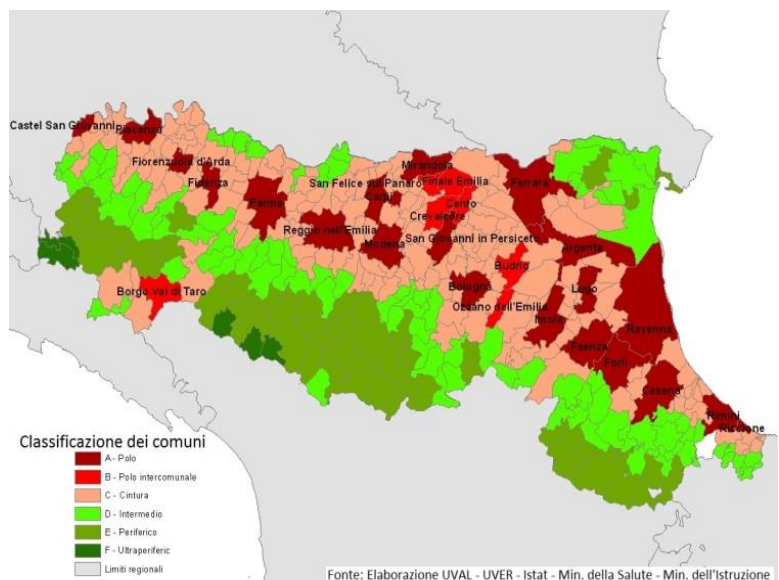 Castel San Giovanni
Piacenza
Fiorenzuola d'Arda
Fidenza
Parma
Reggio nell'Emilia
Mirandola
San Felice sul Panaro
Finale Emilia
Carpi
Cento
Crevalcore
Modena
San Giovanni in Persiceto
Ferrara
Argenta
Borgo Val di Taro
Bologna
Budrio
Ozzano dell'Emilia
Lugo
Imola
Ravenna
Faenza
Forlì
Cesena
Rimini
Riccione
Classificazione dei comuni
A - Polo
B - Polo intercomunale
C - Cintura
D - Intermedio
E - Periferico
F - Ultraperiferic
Limiti regionali
Fonte: Elaborazione UVAL - UVER - Istat - Min. della Salute - Min. dell'Istruzione